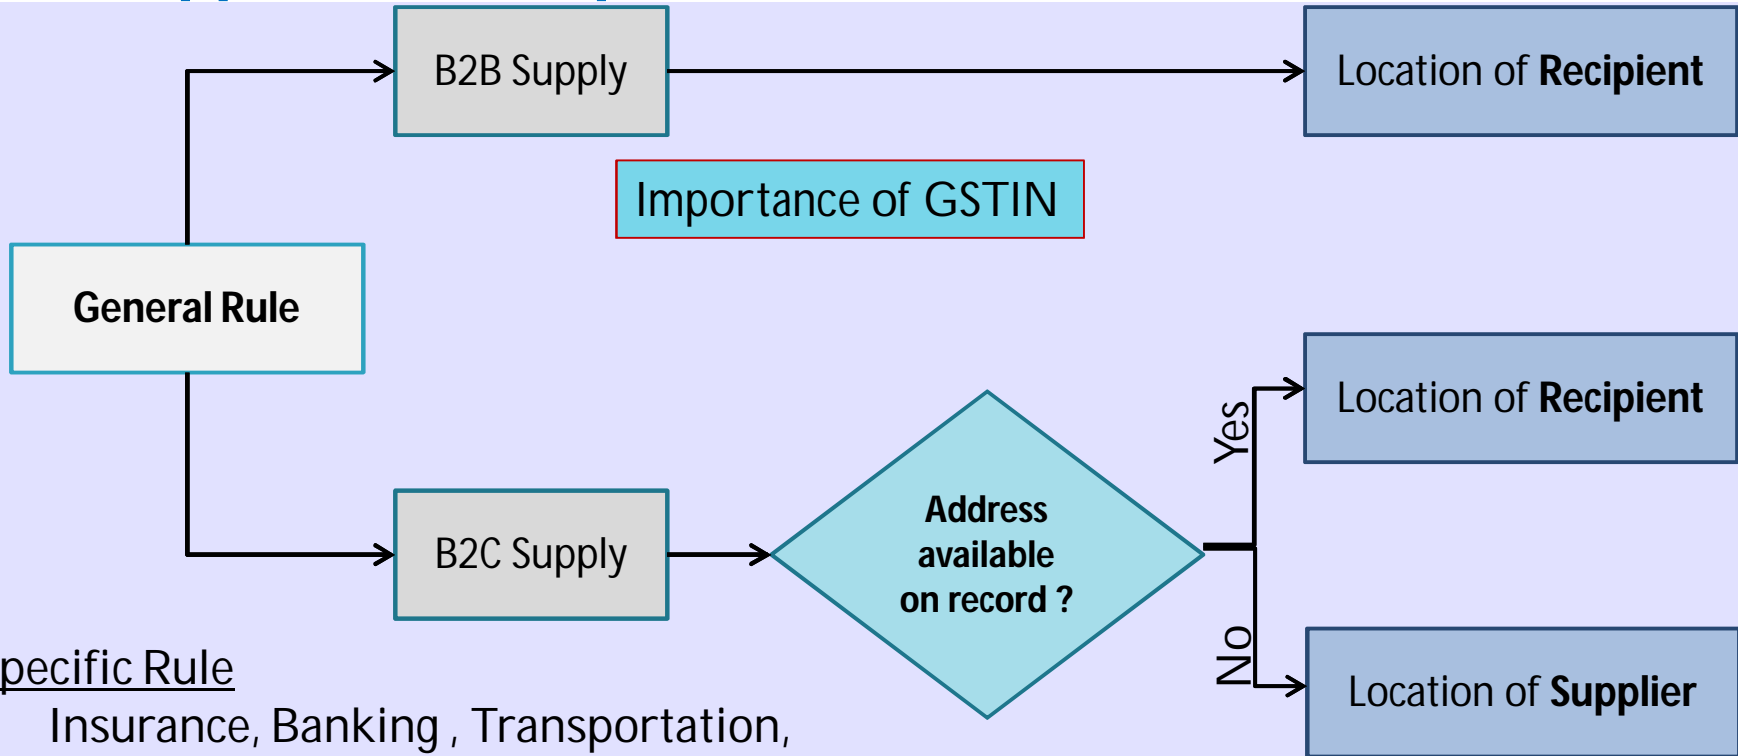 B2B Supply
Location of Recipient
Importance of GSTIN
General Rule
Yes
Location of Recipient
B2C Supply
Address
available
on record ?
No
Location of Supplier
pecific Rule
Insurance, Banking , Transportation,